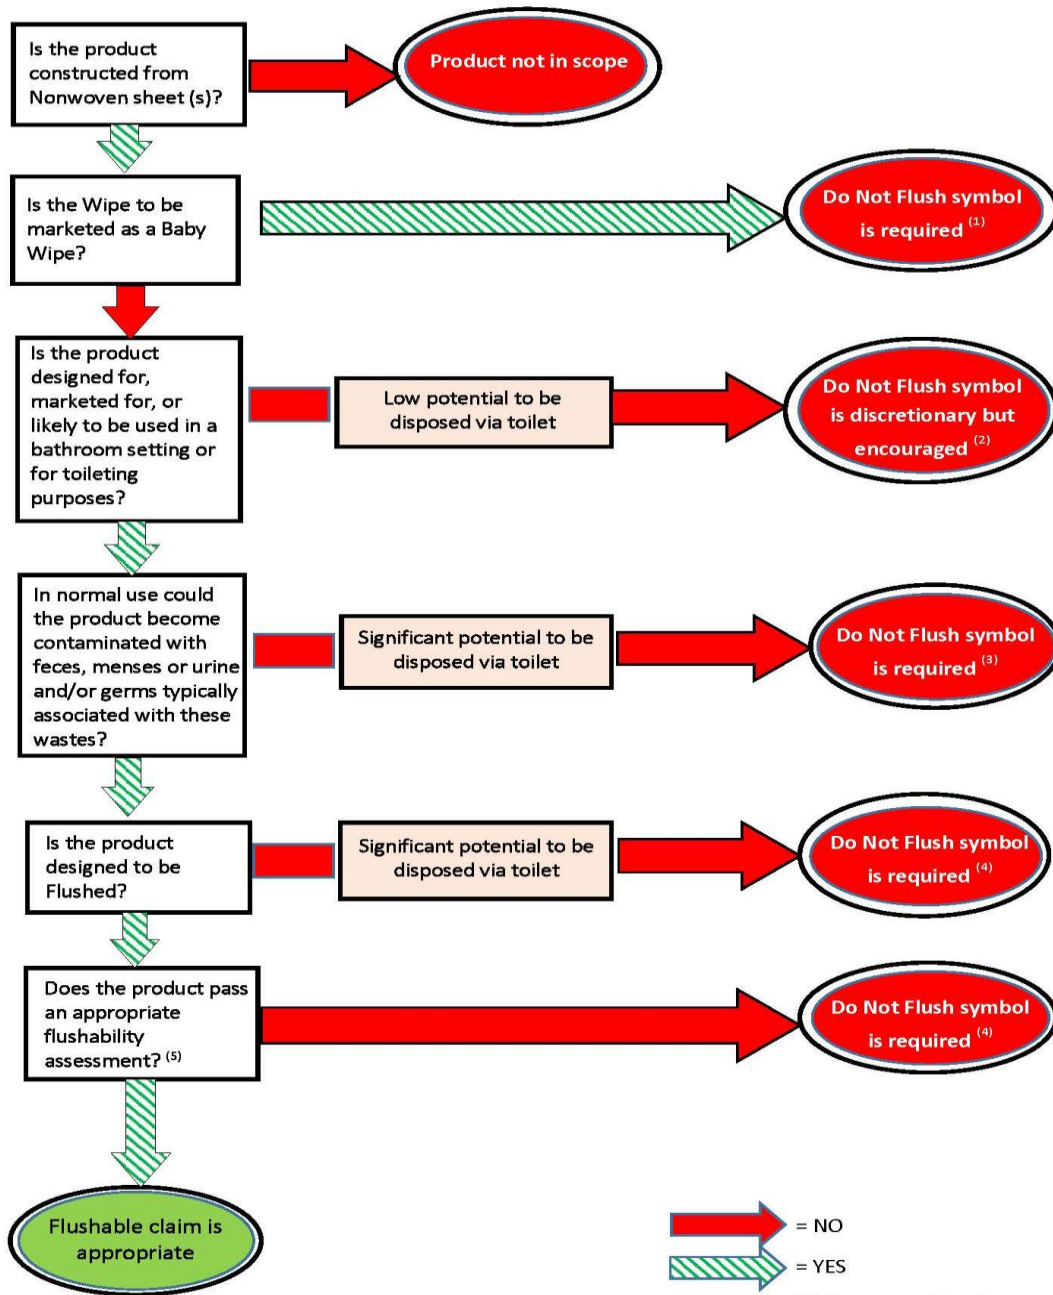 Is the product
constructed from
Nonwoven sheet (s)?
Product not in scope
Is the Wipe to be
marketed as a Baby
Wipe?
Do Not Flush symbol
is required (1)
Is the product
designed for,
marketed for, or
likely to be used in a
bathroom setting or
for toileting
purposes?
Low potential to be
disposed via toilet
Do Not Flush symbol
is discretionary but
encouraged (2)
In normal use could
the product become
contaminated with
feces, menses or urine
and/or germs typically
associated with these
wastes?
Significant potential to be
disposed via toilet
Do Not Flush symbol
is required (3)
Is the product
designed to be
Flushed?
Significant potential to be
disposed via toilet
Do Not Flush symbol
is required (4)
Does the product pass
an appropriate
flushability
assessment? (5)
Do Not Flush symbol
is required (4)
Flushable claim is
appropriate
= NO
= YES